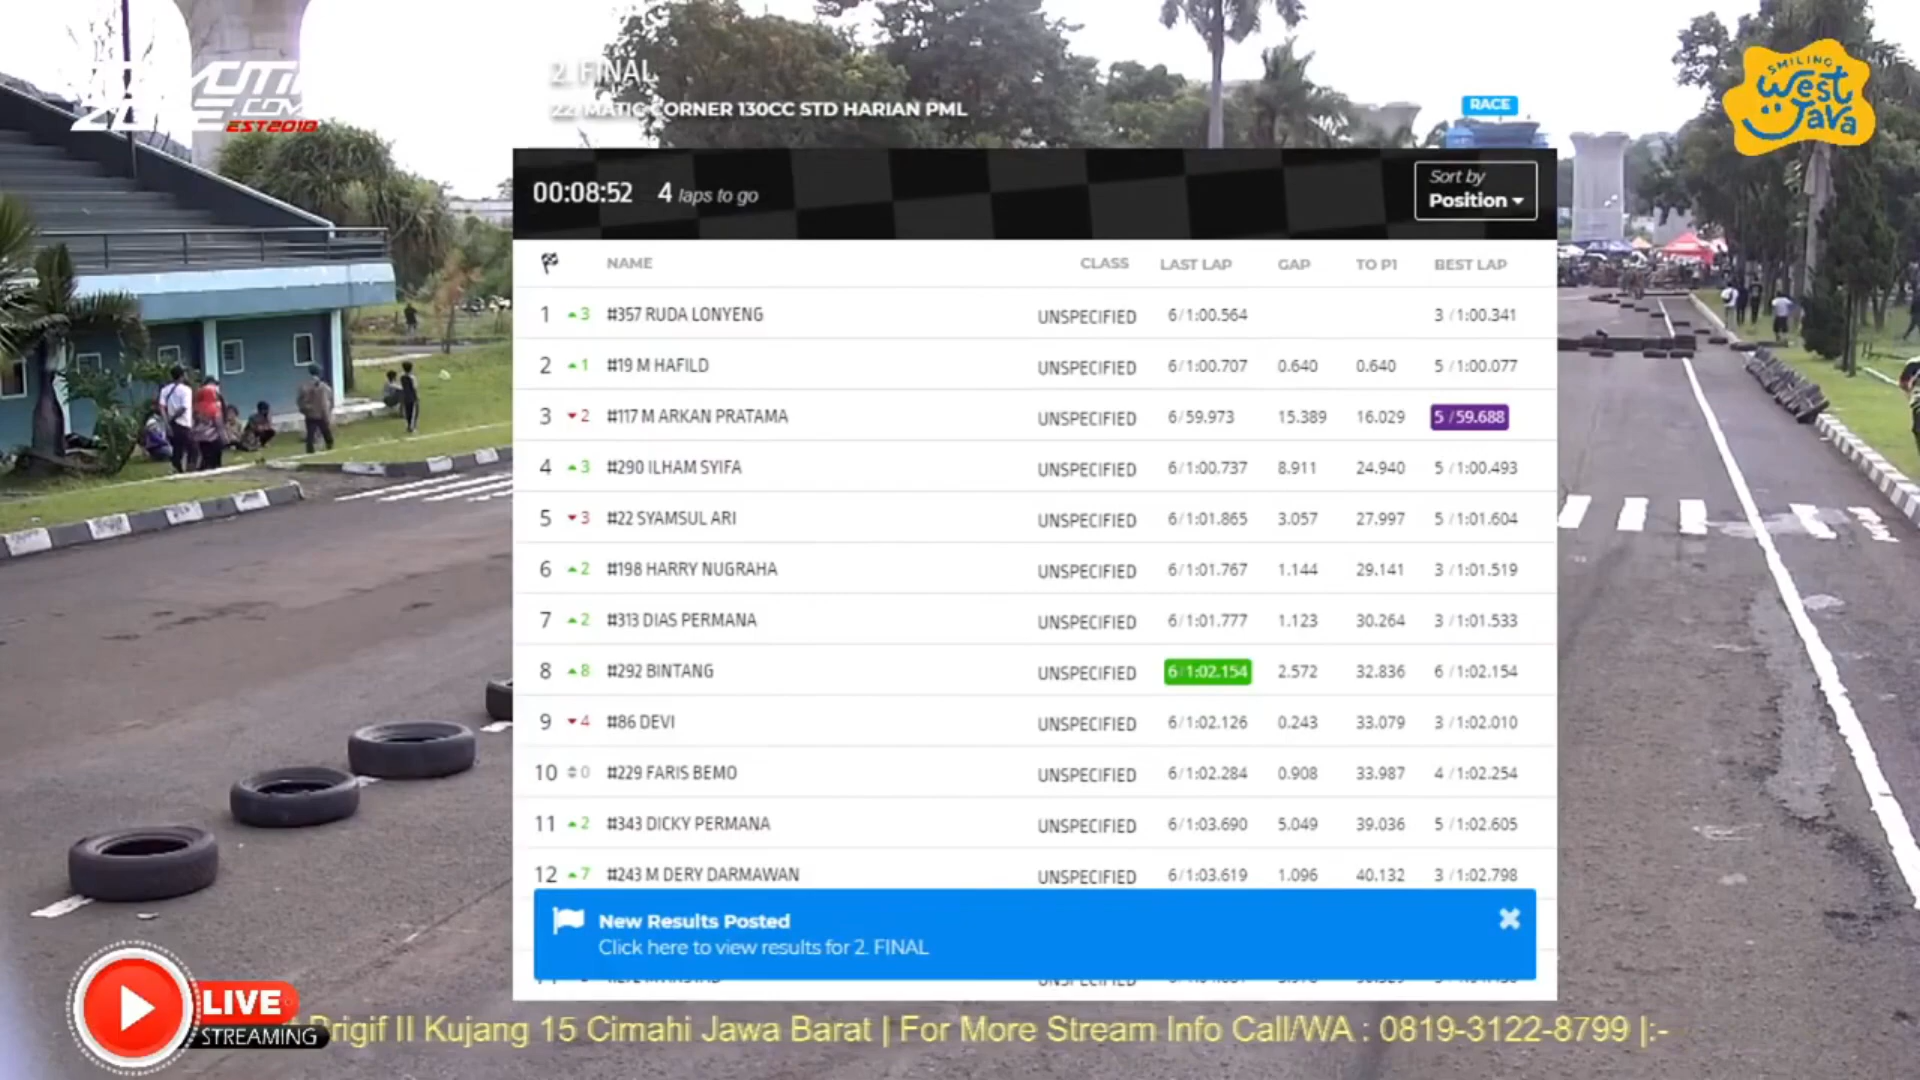 .COM
EST2010
2. FINAL
22. MATIC CORNER 130CC STD HARIAN PML
RACE
SMILING
West
Java
00:08:52 4 laps to go
Sort by
Position
NAME CLASS LAST LAP GAP TO P1 BEST LAP
1 3 #357 RUDA LONYENG UNSPECIFIED 6/1:00.564 3 /1:00.341
2 1 #19 M HAFILD UNSPECIFIED 6/1:00.707 0.640 0.640 5 /1:00.077
3 2 #117 M ARKAN PRATAMA UNSPECIFIED 6/59.973 15.389 16.029 5 /59.688
4 3 #290 ILHAM SYIFA UNSPECIFIED 6/1:00.737 8.911 24.940 5 /1:00.493
5 3 #22 SYAMSUL ARI UNSPECIFIED 6/1:01.865 3.057 27.997 5 /1:01.604
6 2 #198 HARRY NUGRAHA UNSPECIFIED 6/1:01.767 1.144 29.141 3 /1:01.519
7 2 #313 DIAS PERMANA UNSPECIFIED 6/1:01.777 1.123 30.264 3 /1:01.533
8 8 #292 BINTANG UNSPECIFIED 6/1:02.154 2.572 32.836 6 /1:02.154
9 4 #86 DEVI UNSPECIFIED 6/1:02.126 0.243 33.079 3 /1:02.010
10 0 #229 FARIS BEMO UNSPECIFIED 6/1:02.284 0.908 33.987 4 /1:02.254
11 2 #343 DICKY PERMANA UNSPECIFIED 6/1:03.690 5.049 39.036 5 /1:02.605
12 7 #243 M DERY DARMAWAN UNSPECIFIED 6/1:03.619 1.096 40.132 3 /1:02.798
New Results Posted
Click here to view results for 2. FINAL
LIVE
STREAMING
Brigif II Kujang 15 Cimahi Jawa Barat | For More Stream Info Call/WA : 0819-3122-8799 |:-